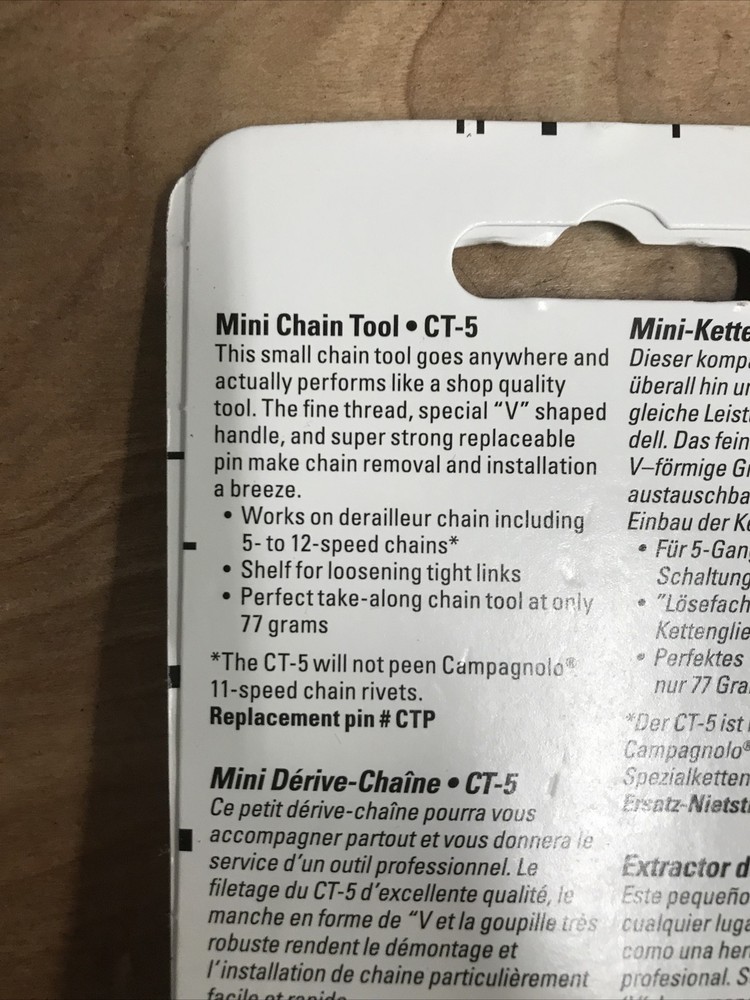 Mini Chain Tool • CT-5
This small chain tool goes anywhere and
actually performs like a shop quality
tool. The fine thread, special “V” shaped
handle, and super strong replaceable
pin make chain removal and installation
a breeze.
• Works on derailleur chain including
5- to 12-speed chains*
• Shelf for loosening tight links
• Perfect take-along chain tool at only
77 grams
*The CT-5 will not peen Campagnolo®
11-speed chain rivets.
Replacement pin # CTP
Mini Dérive-Chaîne • CT-5
Ce petit dérive-chaîne pourra vous
accompagner partout et vous donnera le
service d’un outil professionnel. Le
filetage du CT-5 d’excellente qualité, le
manche en forme de “V et la goupille très
robuste rendent le démontage et
l’installation de chaine particulièrement
facile et rapide
Mini-Kette
Dieser kompa
überall hin un
gleiche Leist
dell. Das fein
V–förmige Gr
austauschba
Einbau der Ke
• Für 5-Gang
Schaltung
• "Lösefach
Kettenglie
• Perfektes
nur 77 Gra
*Der CT-5 ist
Campagnolo®
Spezialketten
Ersatz-Nietsti
Extractor d
Este pequeño
cualquier luga
como una her
profesional. S